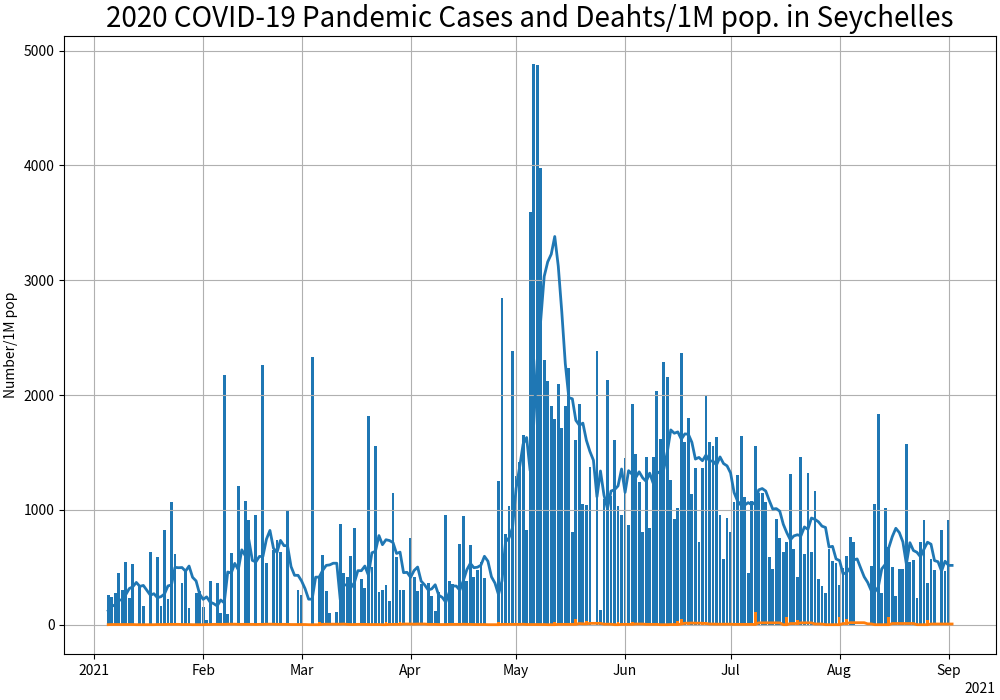 2020 COVID-19 Pandemic Cases and Deahts/1M pop. in Seychelles
Number/1M pop
5000
4000
3000
2000
1000
0
2021 Feb Mar Apr May Jun Jul Aug Sep
2021